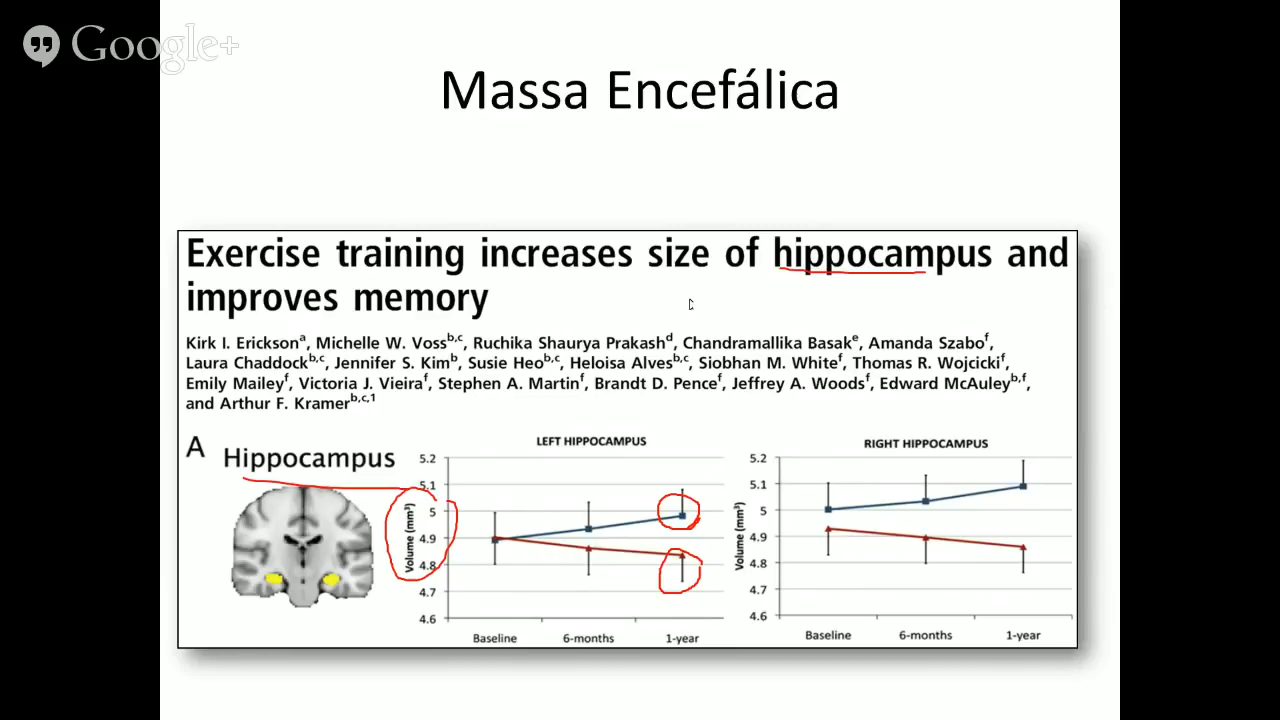 Google+
Massa Encefálica
Exercise training increases size of hippocampus and
improves memory
Kirk I. Ericksonᵃ, Michelle W. Vossᵇ,ᶜ, Ruchika Shaurya Prakashᵈ, Chandramallika Basakᵉ, Amanda Szaboᶠ,
Laura Chaddockᵇ,ᶜ, Jennifer S. Kimᵇ, Susie Heoᵇ,ᶜ, Heloisa Alvesᵇ,ᶜ, Siobhan M. Whiteᶠ, Thomas R. Wojcickiᶠ,
Emily Maileyᶠ, Victoria J. Vieiraᶠ, Stephen A. Martinᶠ, Brandt D. Penceᶠ, Jeffrey A. Woodsᶠ, Edward McAuleyᵇ,ᶠ,
and Arthur F. Kramerᵇ,ᶜ,¹
A
Hippocampus
LEFT HIPPOCAMPUS
Volume (mm³)
5.2
5.1
5
4.9
4.8
4.7
4.6
Baseline 6-months 1-year
RIGHT HIPPOCAMPUS
Volume (mm³)
5.2
5.1
5
4.9
4.8
4.7
4.6
Baseline 6-months 1-year